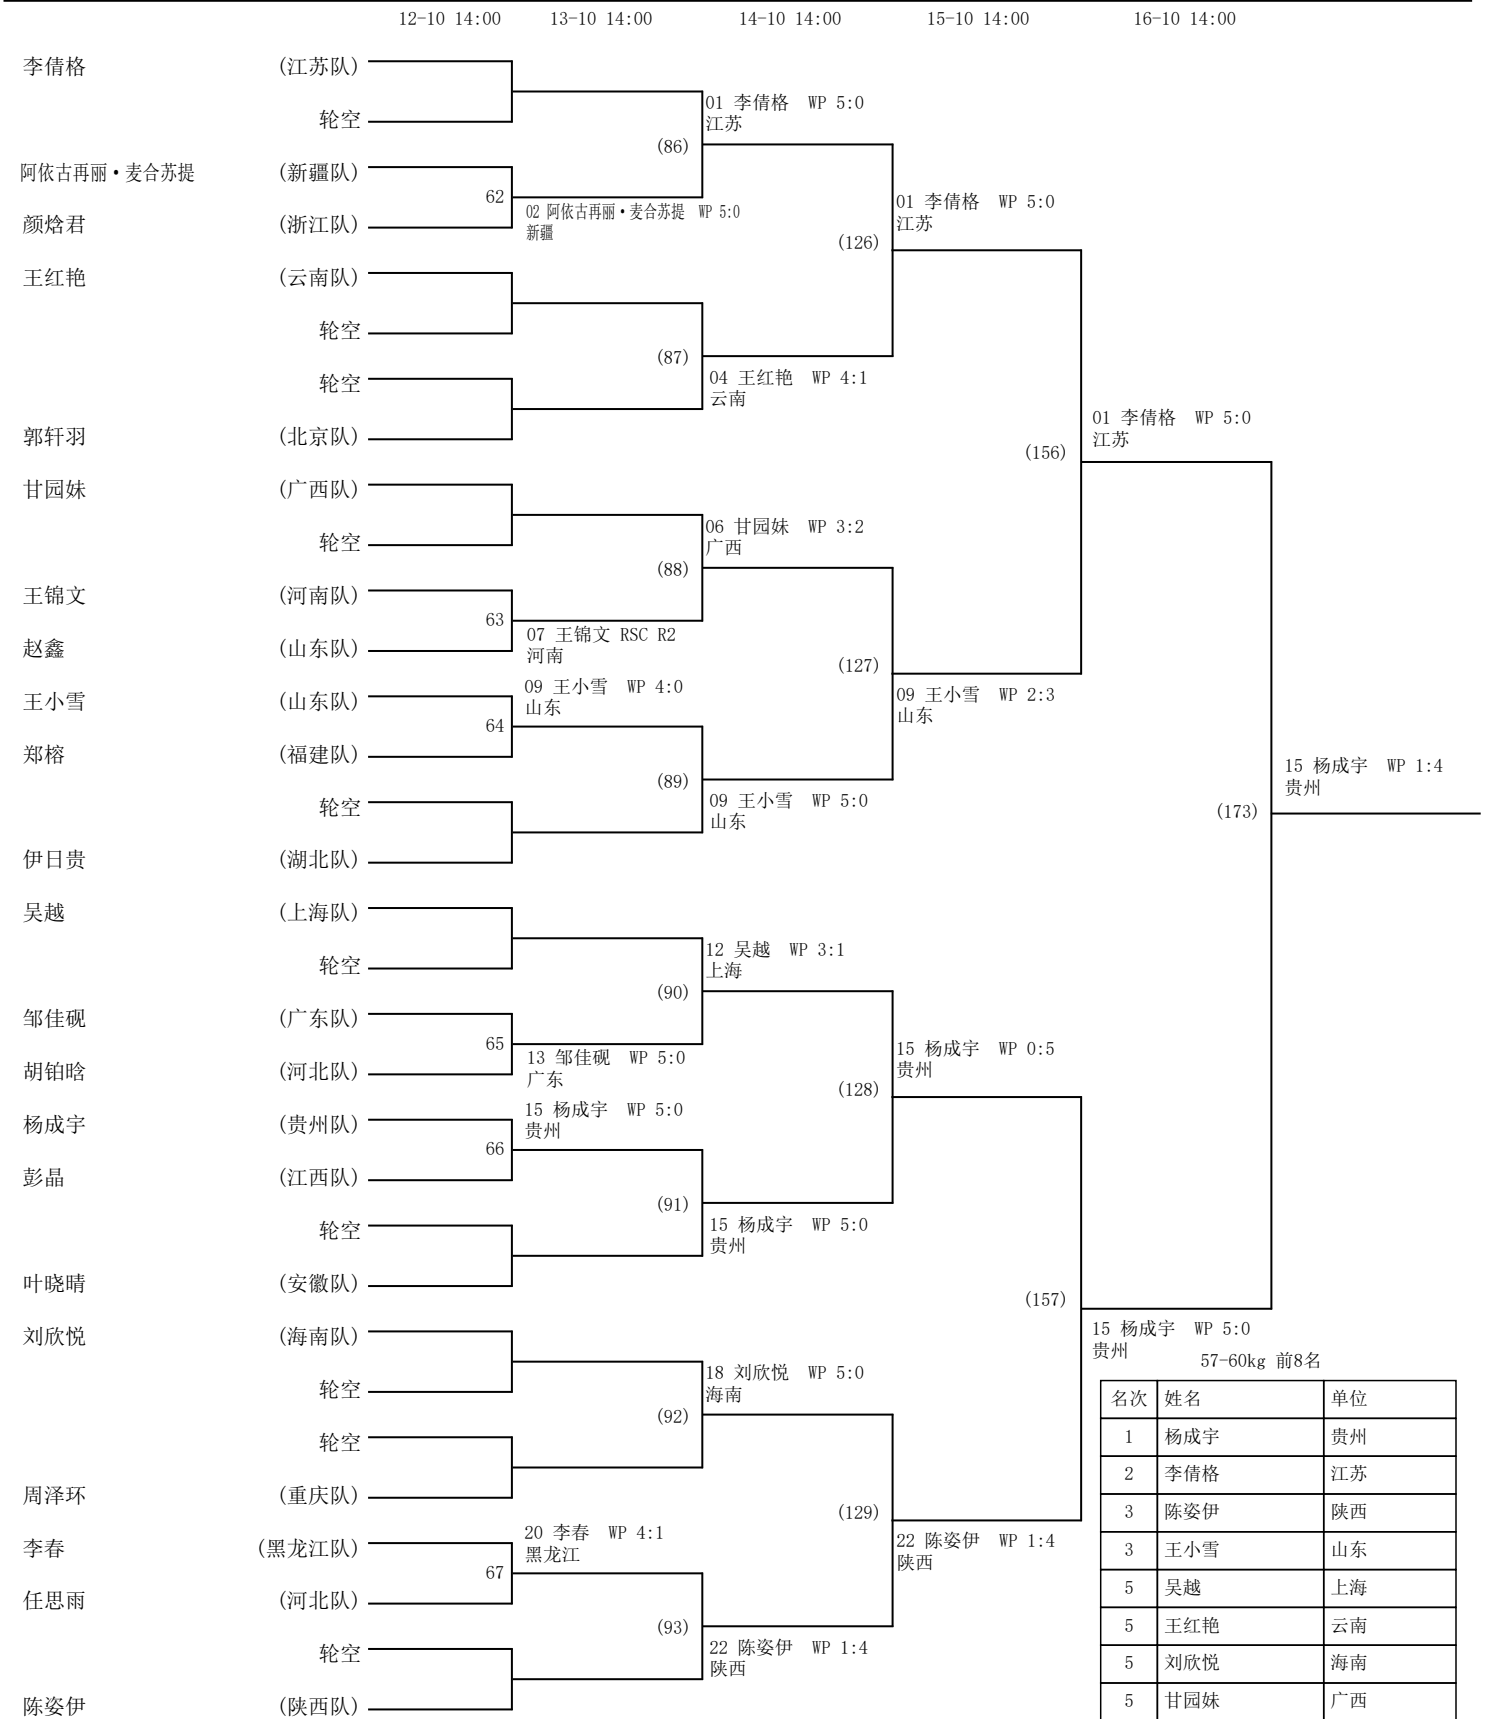 12-10 14:00 13-10 14:00 14-10 14:00 15-10 14:00 16-10 14:00
李倩格 (江苏队)
01 李倩格 WP 5:0
江苏
轮空
(86)
阿依古再丽·麦合苏提 (新疆队)
62
02 阿依古再丽·麦合苏提 WP 5:0
新疆
01 李倩格 WP 5:0
江苏
颜焓君 (浙江队)
(126)
王红艳 (云南队)
轮空
(87)
04 王红艳 WP 4:1
云南
轮空
01 李倩格 WP 5:0
江苏
郭轩羽 (北京队)
(156)
甘园妹 (广西队)
06 甘园妹 WP 3:2
广西
轮空
(88)
王锦文 (河南队)
63
07 王锦文 RSC R2
河南
赵鑫 (山东队)
(127)
09 王小雪 WP 4:0
山东
09 王小雪 WP 2:3
山东
王小雪 (山东队)
64
郑榕 (福建队)
15 杨成宇 WP 1:4
贵州
(89)
09 王小雪 WP 5:0
山东
轮空
(173)
伊日贵 (湖北队)
吴越 (上海队)
12 吴越 WP 3:1
上海
轮空
(90)
邹佳砚 (广东队)
65
13 邹佳砚 WP 5:0
广东
15 杨成宇 WP 0:5
贵州
胡铂晗 (河北队)
(128)
15 杨成宇 WP 5:0
贵州
杨成宇 (贵州队)
66
彭晶 (江西队)
(91)
15 杨成宇 WP 5:0
贵州
轮空
叶晓晴 (安徽队)
(157)
15 杨成宇 WP 5:0
贵州
刘欣悦 (海南队)
18 刘欣悦 WP 5:0
海南
轮空
(92)
轮空
周泽环 (重庆队)
(129)
20 李春 WP 4:1
黑龙江
22 陈姿伊 WP 1:4
陕西
李春 (黑龙江队)
67
任思雨 (河北队)
(93)
22 陈姿伊 WP 1:4
陕西
轮空
陈姿伊 (陕西队)
57-60kg 前8名
名次 姓名 单位
1 杨成宇 贵州
2 李倩格 江苏
3 陈姿伊 陕西
3 王小雪 山东
5 吴越 上海
5 王红艳 云南
5 刘欣悦 海南
5 甘园妹 广西